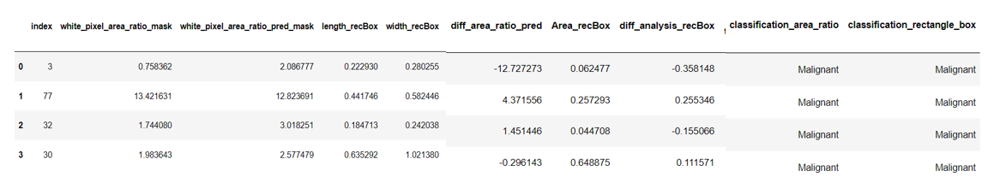 index white_pixel_area_ratio_mask white_pixel_area_ratio_pred_mask length_recBox width_recBox diff_area_ratio_pred Area_recBox diff_analysis_recBox classification_area_ratio classification_rectangle_box
0 3 0.758362 2.086777 0.222930 0.280255 -12.727273 0.062477 -0.358148 Malignant Malignant
1 77 13.421631 12.823691 0.441746 0.582446 4.371556 0.257293 0.255346 Malignant Malignant
2 32 1.744080 3.018251 0.184713 0.242038 1.451446 0.044708 -0.155066 Malignant Malignant
3 30 1.983643 2.577479 0.635292 1.021380 -0.296143 0.648875 0.111571 Malignant Malignant